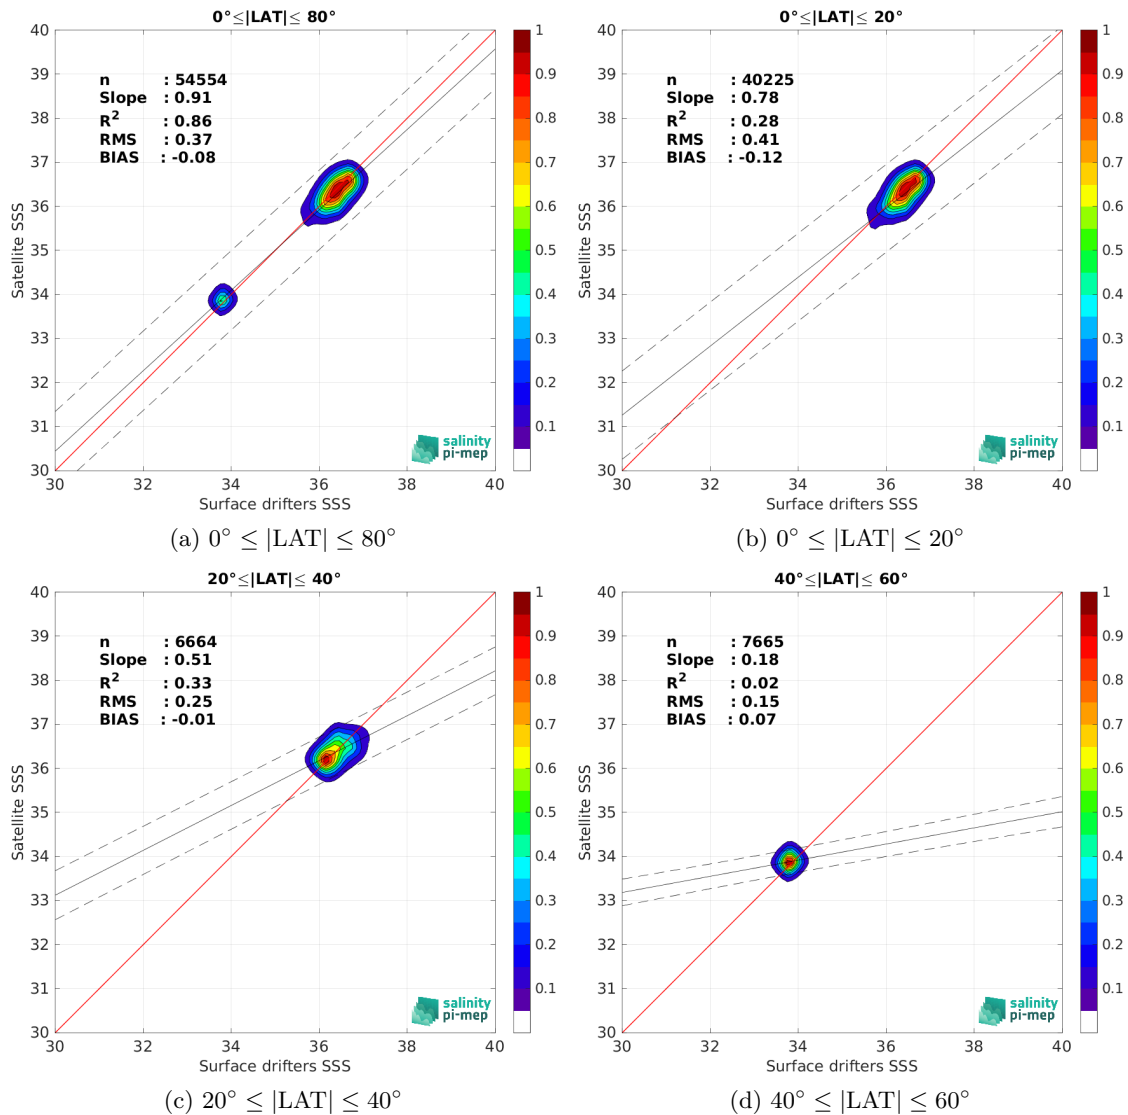 0°≤|LAT|≤ 80°
40
39
38
37
36
35
34
33
32
31
30
Satellite SSS
n : 54554
Slope : 0.91
R² : 0.86
RMS : 0.37
BIAS : -0.08
1
0.9
0.8
0.7
0.6
0.5
0.4
0.3
0.2
0.1
salinity
pi-mep
30 32 34 36 38 40
Surface drifters SSS
(a) 0° ≤ |LAT| ≤ 80°
0°≤|LAT|≤ 20°
40
39
38
37
36
35
34
33
32
31
30
Satellite SSS
n : 40225
Slope : 0.78
R² : 0.28
RMS : 0.41
BIAS : -0.12
1
0.9
0.8
0.7
0.6
0.5
0.4
0.3
0.2
0.1
salinity
pi-mep
30 32 34 36 38 40
Surface drifters SSS
(b) 0° ≤ |LAT| ≤ 20°
20°≤|LAT|≤ 40°
40
39
38
37
36
35
34
33
32
31
30
Satellite SSS
n : 6664
Slope : 0.51
R² : 0.33
RMS : 0.25
BIAS : -0.01
1
0.9
0.8
0.7
0.6
0.5
0.4
0.3
0.2
0.1
salinity
pi-mep
30 32 34 36 38 40
Surface drifters SSS
(c) 20° ≤ |LAT| ≤ 40°
40°≤|LAT|≤ 60°
40
39
38
37
36
35
34
33
32
31
30
Satellite SSS
n : 7665
Slope : 0.18
R² : 0.02
RMS : 0.15
BIAS : 0.07
1
0.9
0.8
0.7
0.6
0.5
0.4
0.3
0.2
0.1
salinity
pi-mep
30 32 34 36 38 40
Surface drifters SSS
(d) 40° ≤ |LAT| ≤ 60°